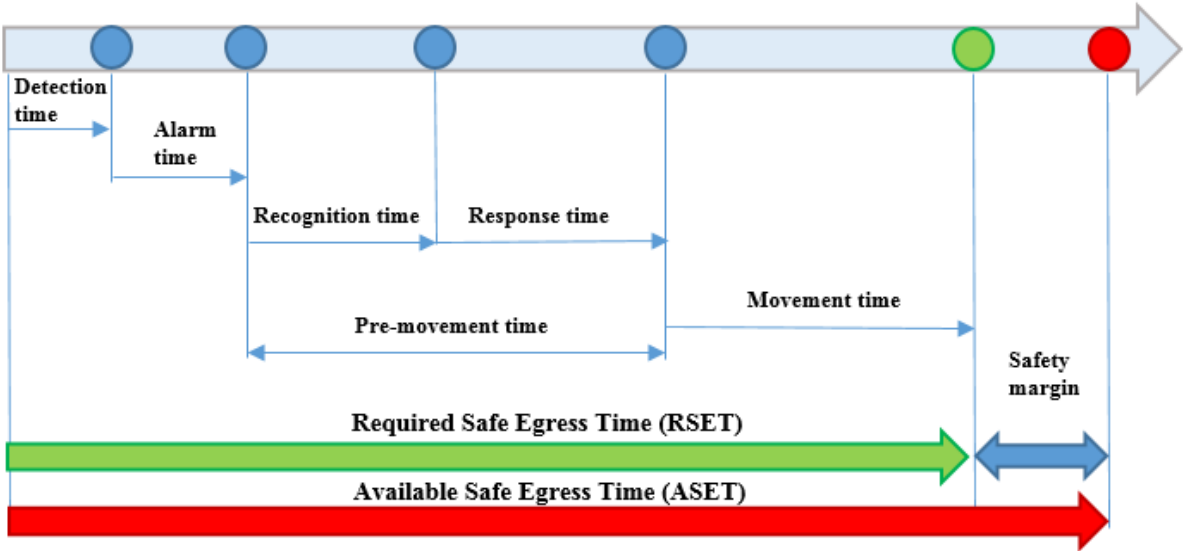 Detection
time
Alarm
time
Recognition time
Response time
Movement time
Pre-movement time
Safety
margin
Required Safe Egress Time (RSET)
Available Safe Egress Time (ASET)